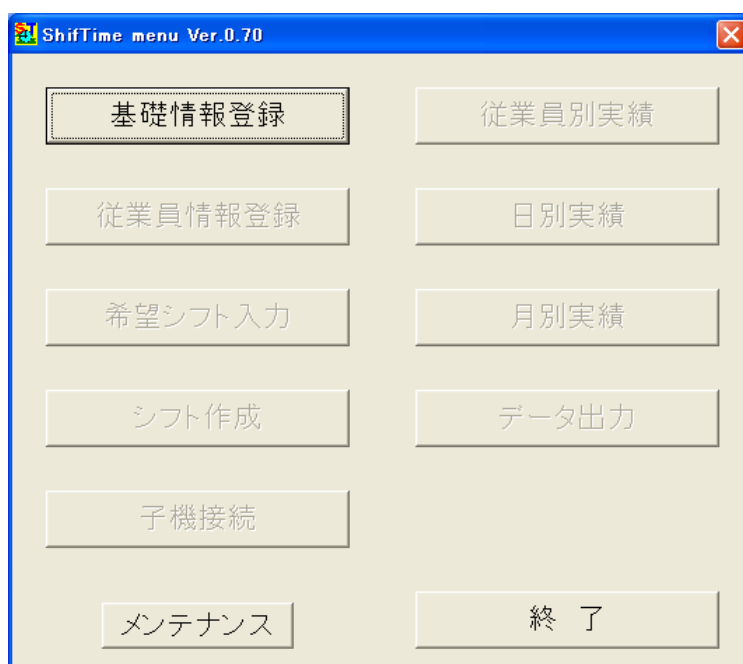 ShifTime menu Ver.0.70
基礎情報登録
従業員別実績
従業員情報登録
日別実績
希望シフト入力
月別実績
シフト作成
データ出力
子機接続
メンテナンス
終 了